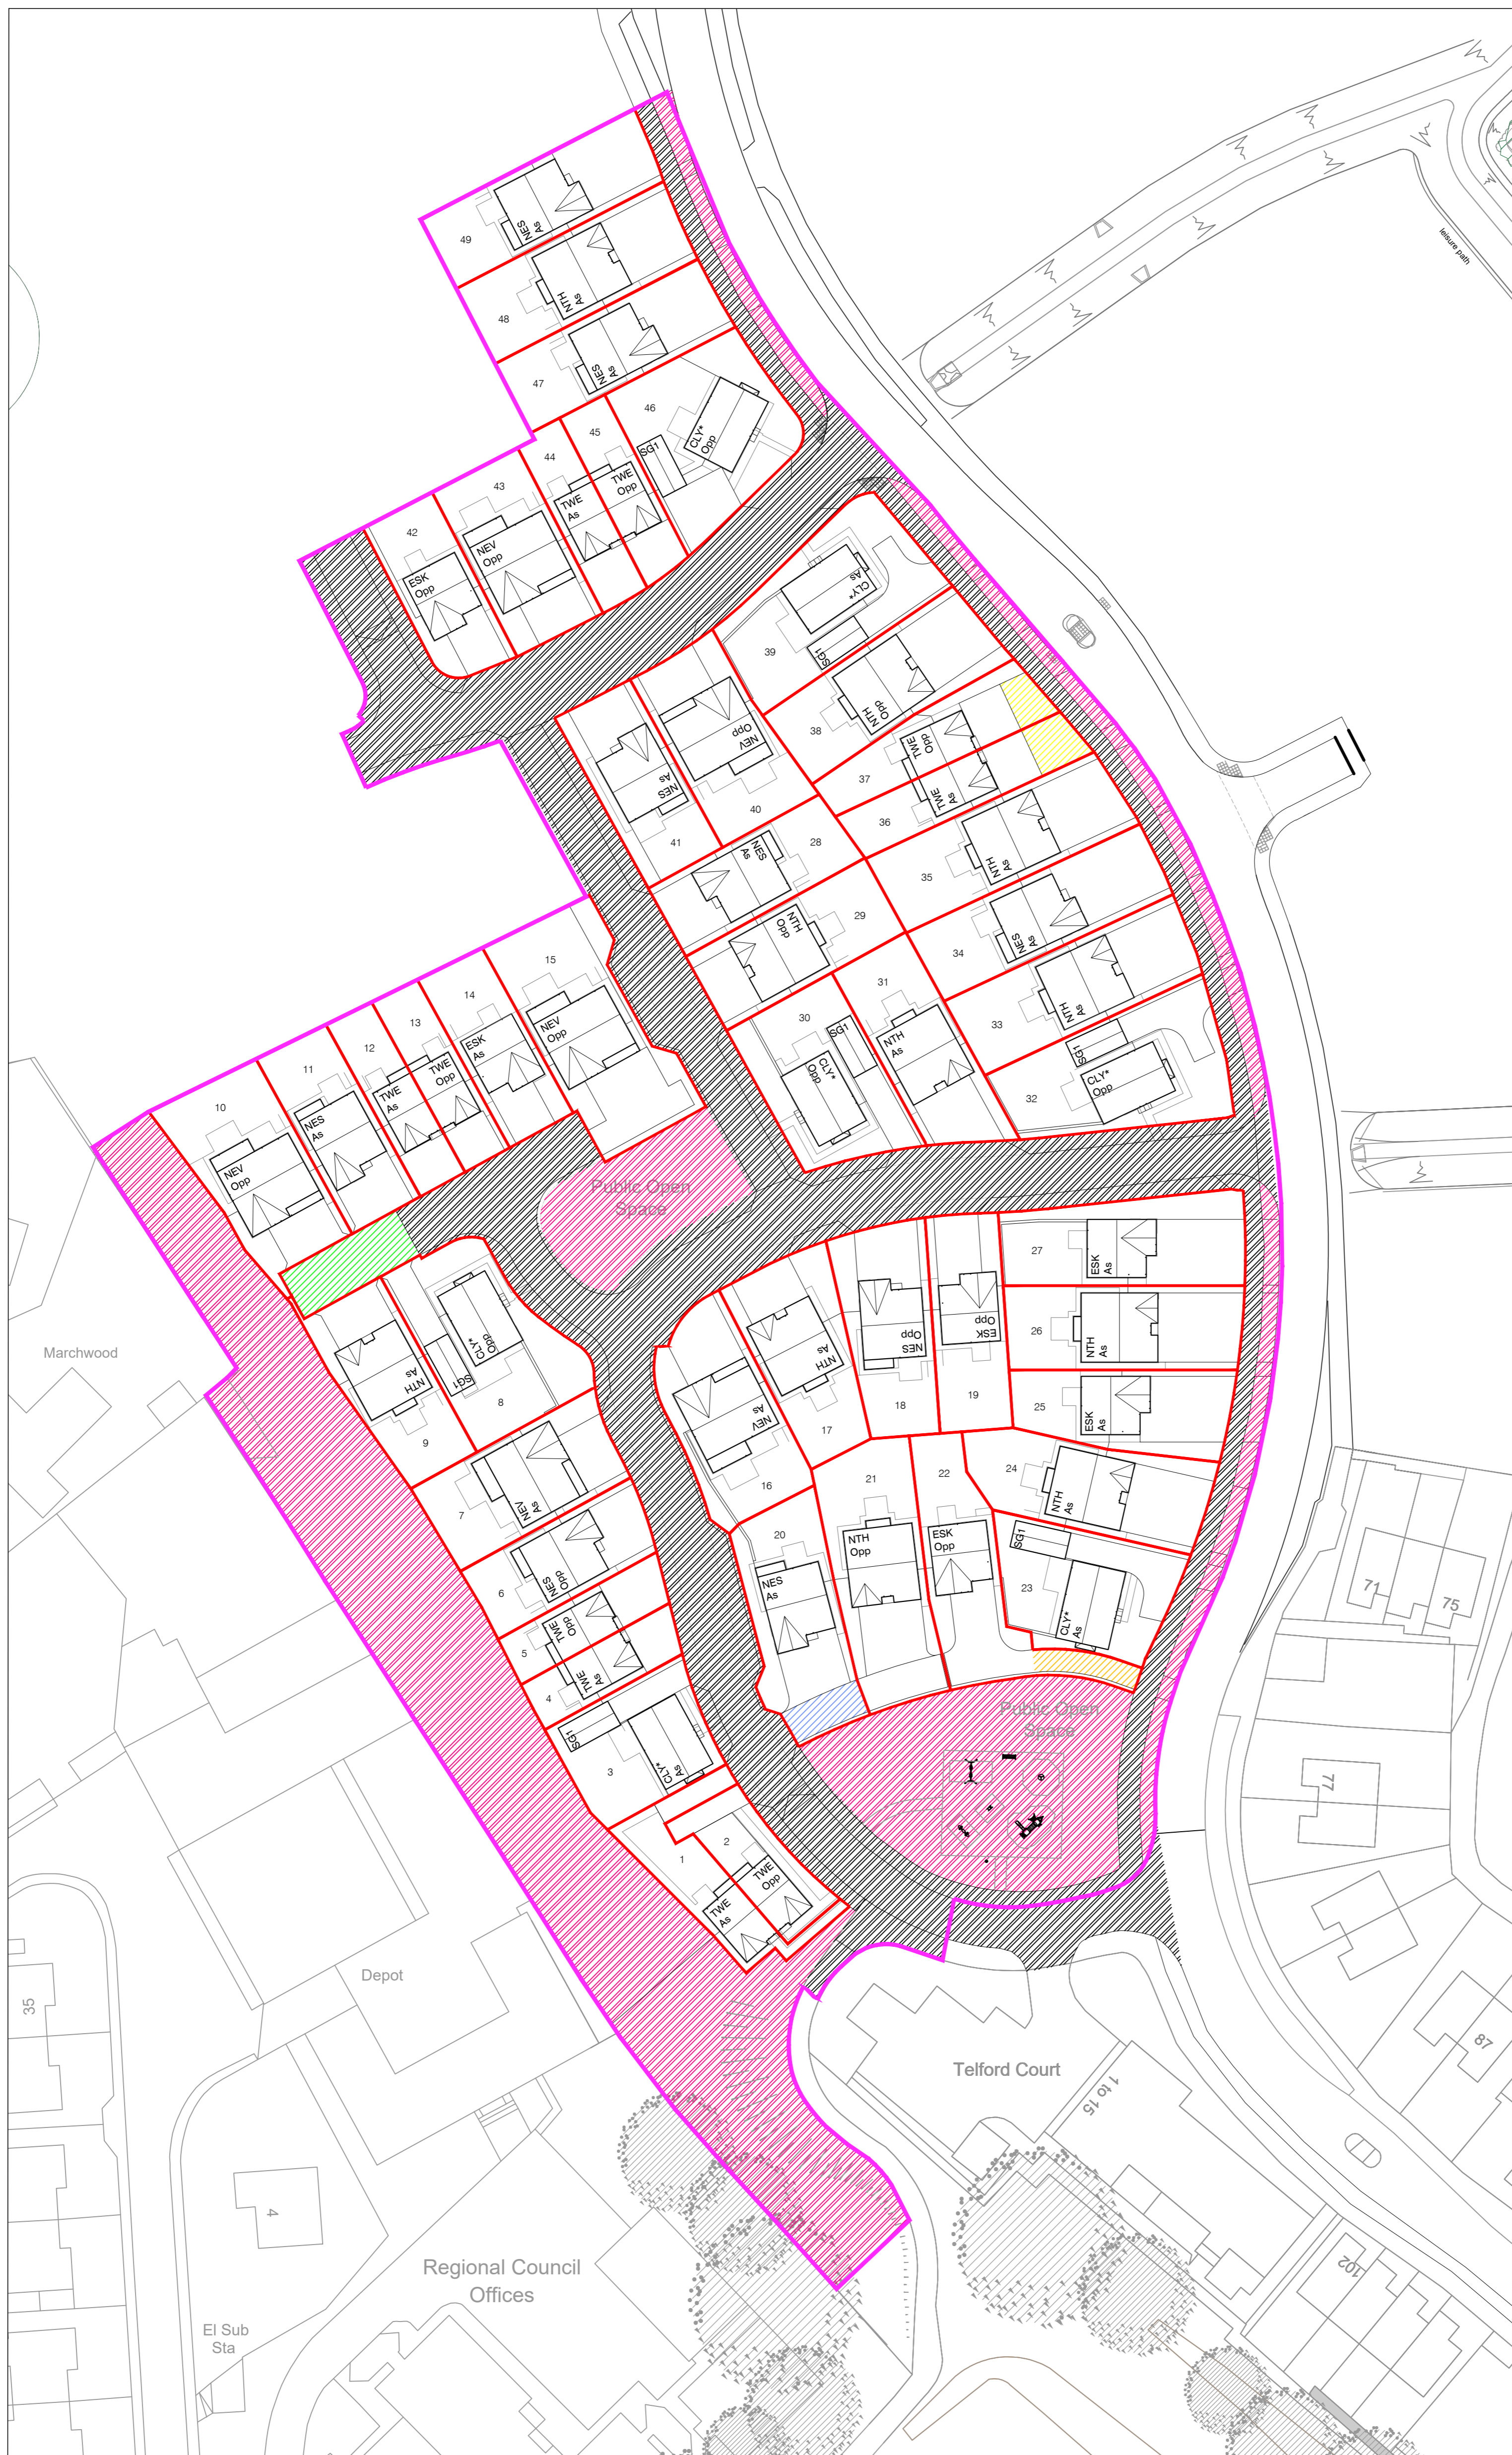 leisure path
49
NES
As
48
NTH
As
47
NES
As
46
CLY*
Opp
SG1
45
TWE
Opp
44
TWE
As
43
NEV
Opp
42
ESK
Opp
39
CLY*
As
SG1
38
NTH
Opp
37
TWE
Opp
36
TWE
As
35
NTH
As
34
NES
As
33
NTH
As
32
SG1
CLY*
Opp
41
NES
As
40
NEV
Opp
28
NES
As
29
NTH
Opp
30
SG1
CLY*
Opp
31
NTH
As
15
NEV
Opp
14
ESK
As
13
TWE
Opp
12
TWE
As
11
NES
As
10
NEV
Opp
Public Open
Space
27
ESK
As
26
NTH
As
25
ESK
As
24
NTH
As
23
SG1
CLY*
As
22
ESK
Opp
21
NTH
Opp
20
NES
As
19
ESK
Opp
18
NES
Opp
17
NTH
As
16
NEV
As
9
NTH
As
8
CLY*
Opp
SG1
7
NEV
As
6
NES
Opp
5
TWE
Opp
4
TWE
As
3
SG1
CLY*
As
2
TWE
Opp
1
TWE
As
Public Open
Space
Marchwood
71
75
77
87
Depot
35
Telford Court
1 to 15
4
Regional Council
Offices
El Sub
Sta
102